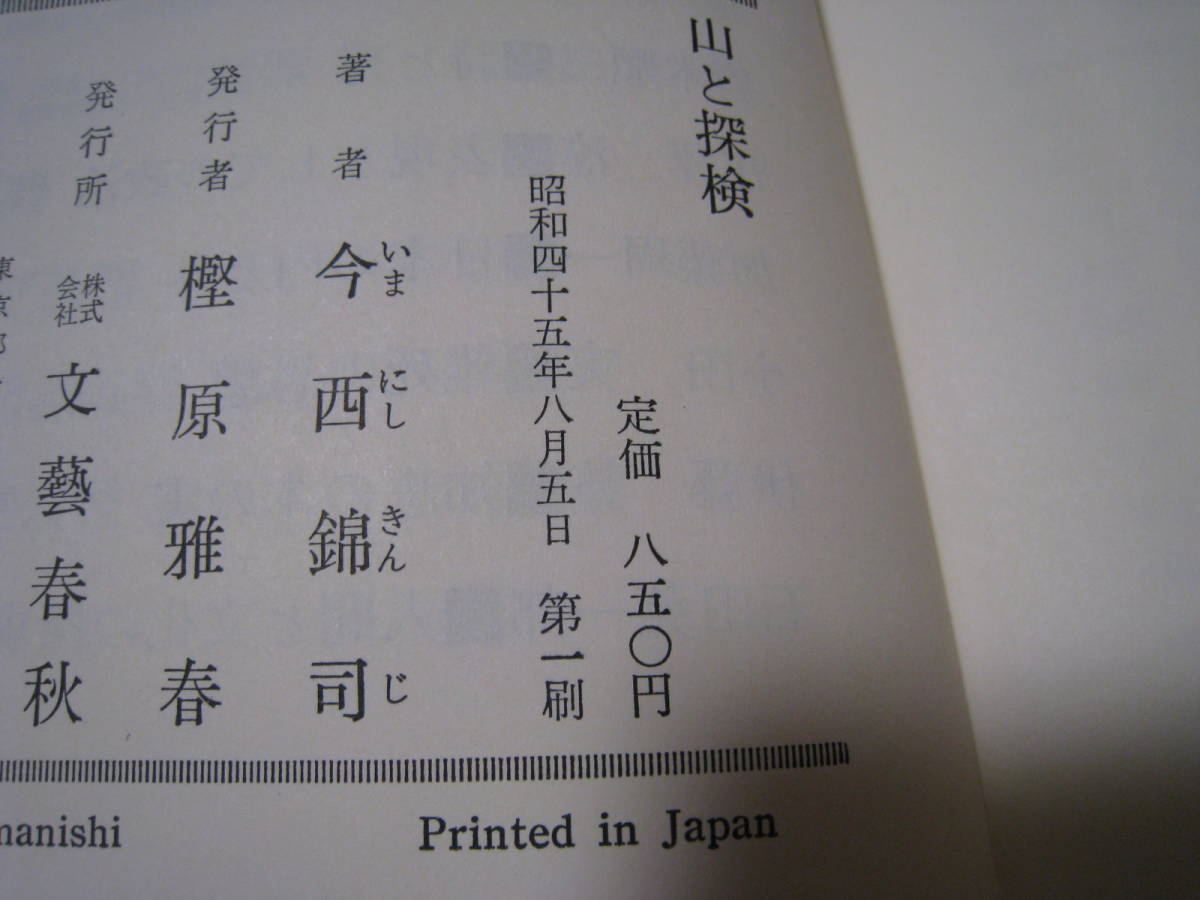 山と探検
定価 八五〇円
昭和四十五年八月五日 第一刷
著者 今西錦司
いまにしきんじ
発行者 樫原雅春
発行所 株式会社 文藝春秋
東京都
manishi
Printed in Japan